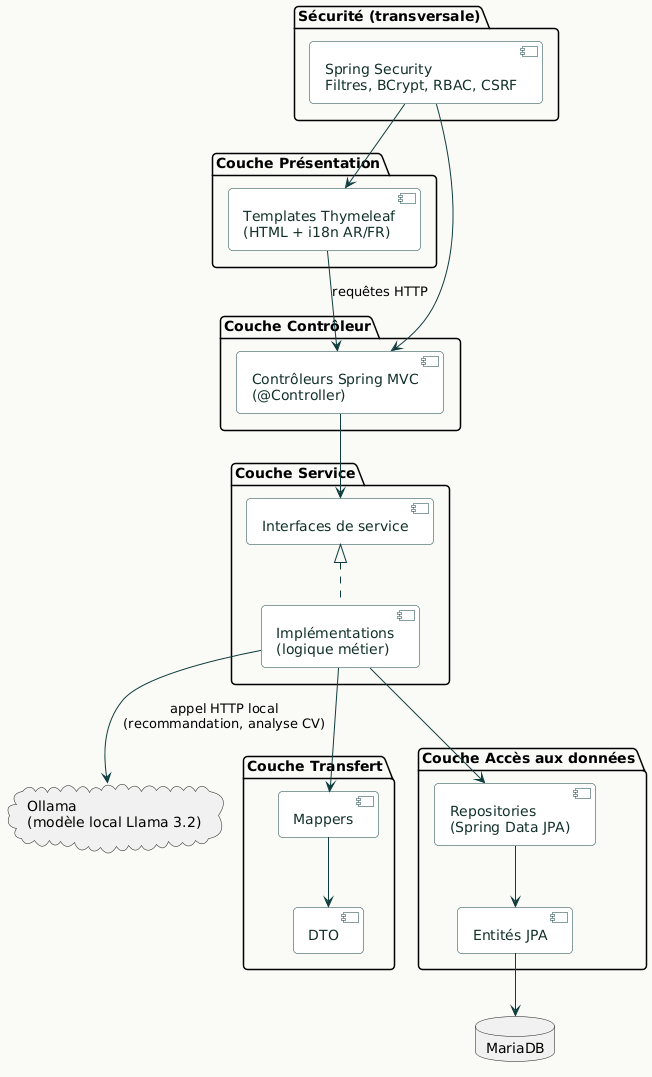 Sécurité (transversale)
Spring Security
Filtres, BCrypt, RBAC, CSRF
Couche Présentation
Templates Thymeleaf
(HTML + i18n AR/FR)
requêtes HTTP
Couche Contrôleur
Contrôleurs Spring MVC
(@Controller)
Couche Service
Interfaces de service
Implémentations
(logique métier)
appel HTTP local
(recommandation, analyse CV)
Ollama
(modèle local Llama 3.2)
Couche Transfert
Mappers
DTO
Couche Accès aux données
Repositories
(Spring Data JPA)
Entités JPA
MariaDB